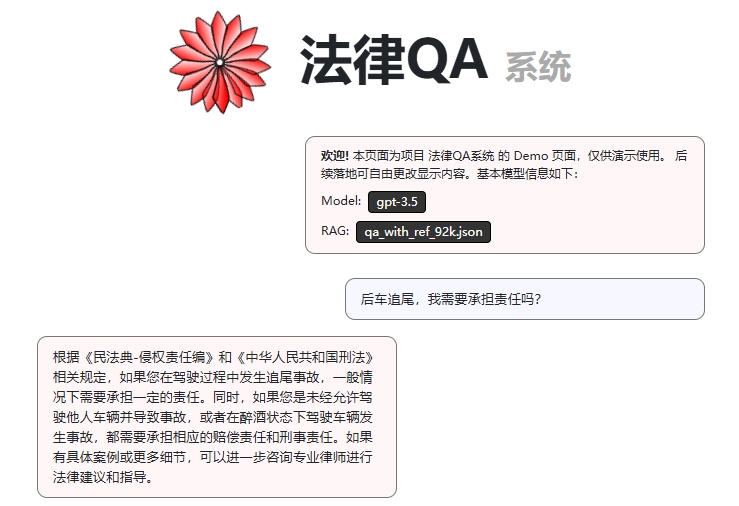 法律QA 系统
欢迎! 本页面为项目 法律QA系统 的 Demo 页面，仅供演示使用。 后
续落地可自由更改显示内容。基本模型信息如下：
Model: gpt-3.5
RAG: qa_with_ref_92k.json
后车追尾，我需要承担责任吗？
根据《民法典-侵权责任编》和《中华人民共和国刑法》
相关规定，如果您在驾驶过程中发生追尾事故，一般情
况下需要承担一定的责任。同时，如果您是未经允许驾
驶他人车辆并导致事故，或者在醉酒状态下驾驶车辆发
生事故，都需要承担相应的赔偿责任和刑事责任。如果
有具体案例或更多细节，可以进一步咨询专业律师进行
法律建议和指导。